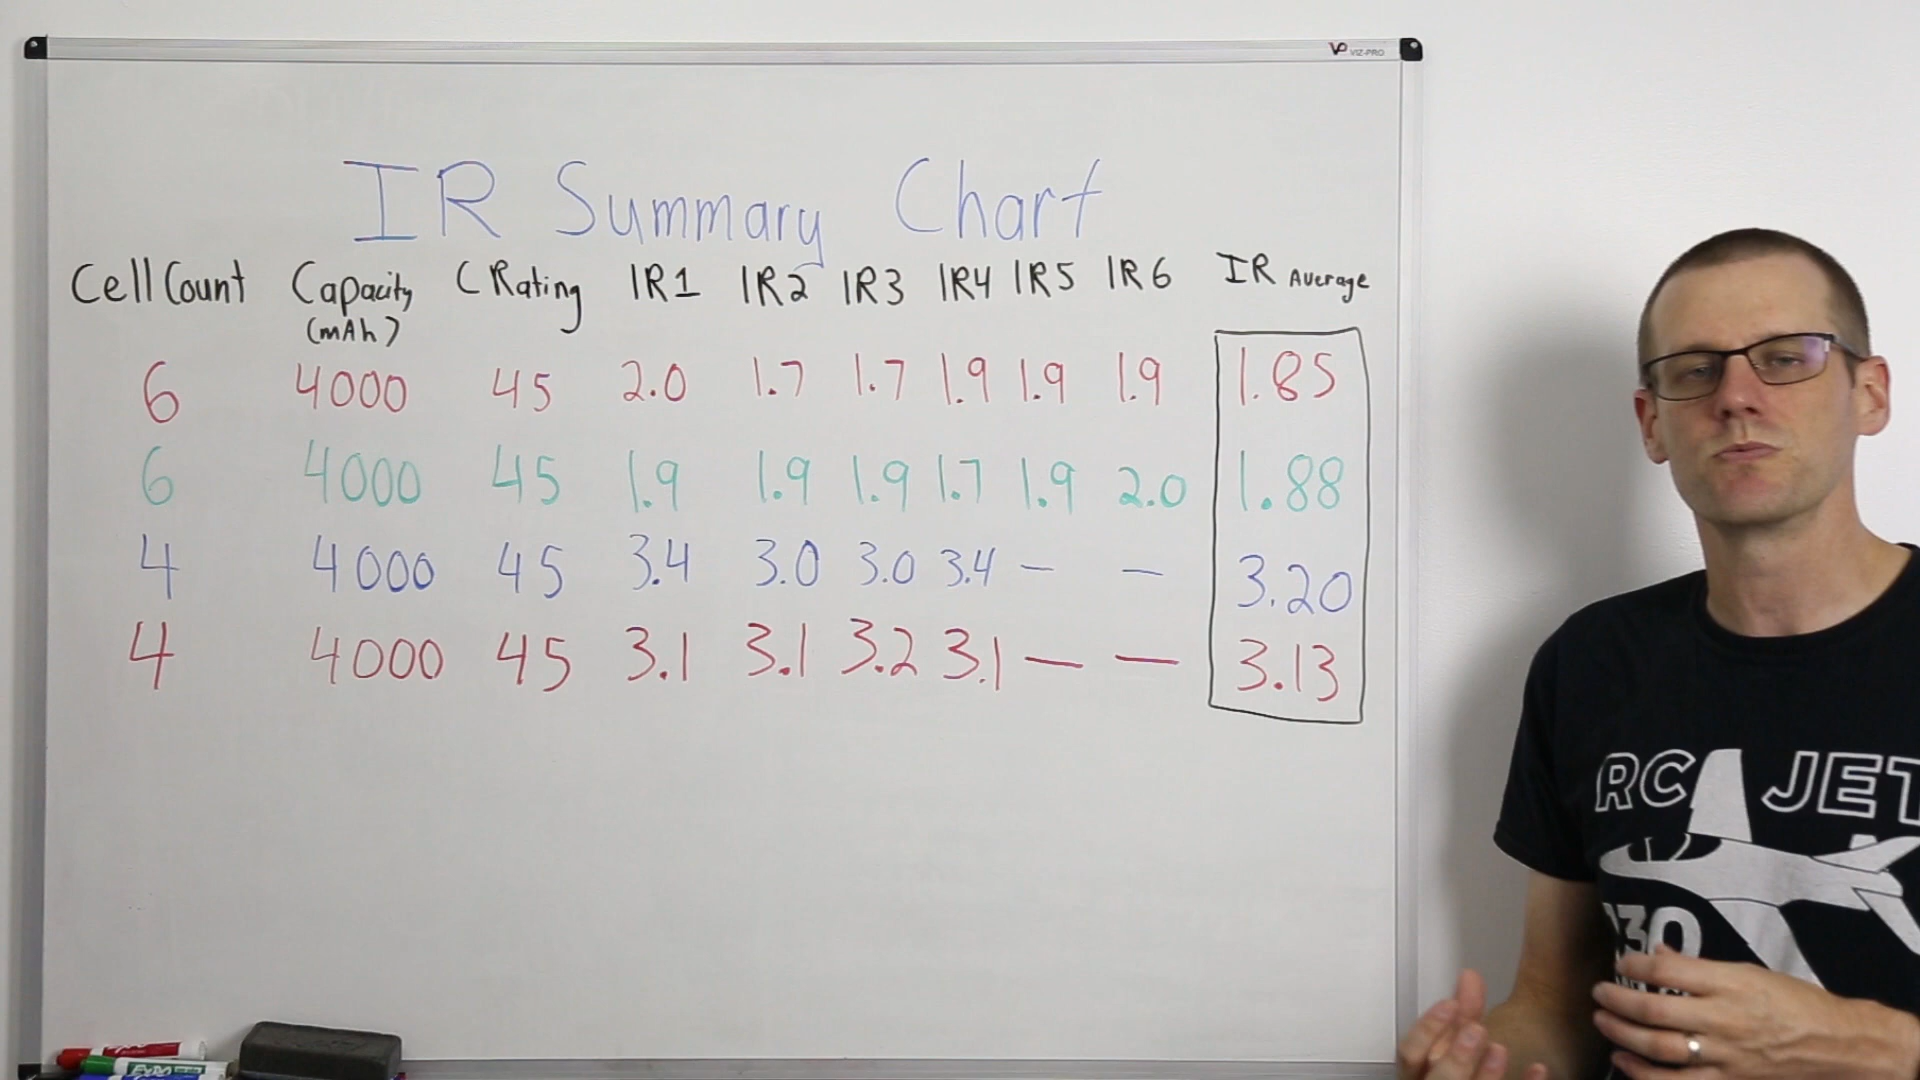 VP VIZ-PRO
IR Summary Chart
Cell Count Capacity (mAh) C Rating IR1 IR2 IR3 IR4 IR5 IR6 IR Average
6 4000 45 2.0 1.7 1.7 1.9 1.9 1.9 1.85
6 4000 45 1.9 1.9 1.9 1.7 1.9 2.0 1.88
4 4000 45 3.4 3.0 3.0 3.4 — — 3.20
4 4000 45 3.1 3.1 3.2 3.1 — — 3.13
RC JET
EXPO